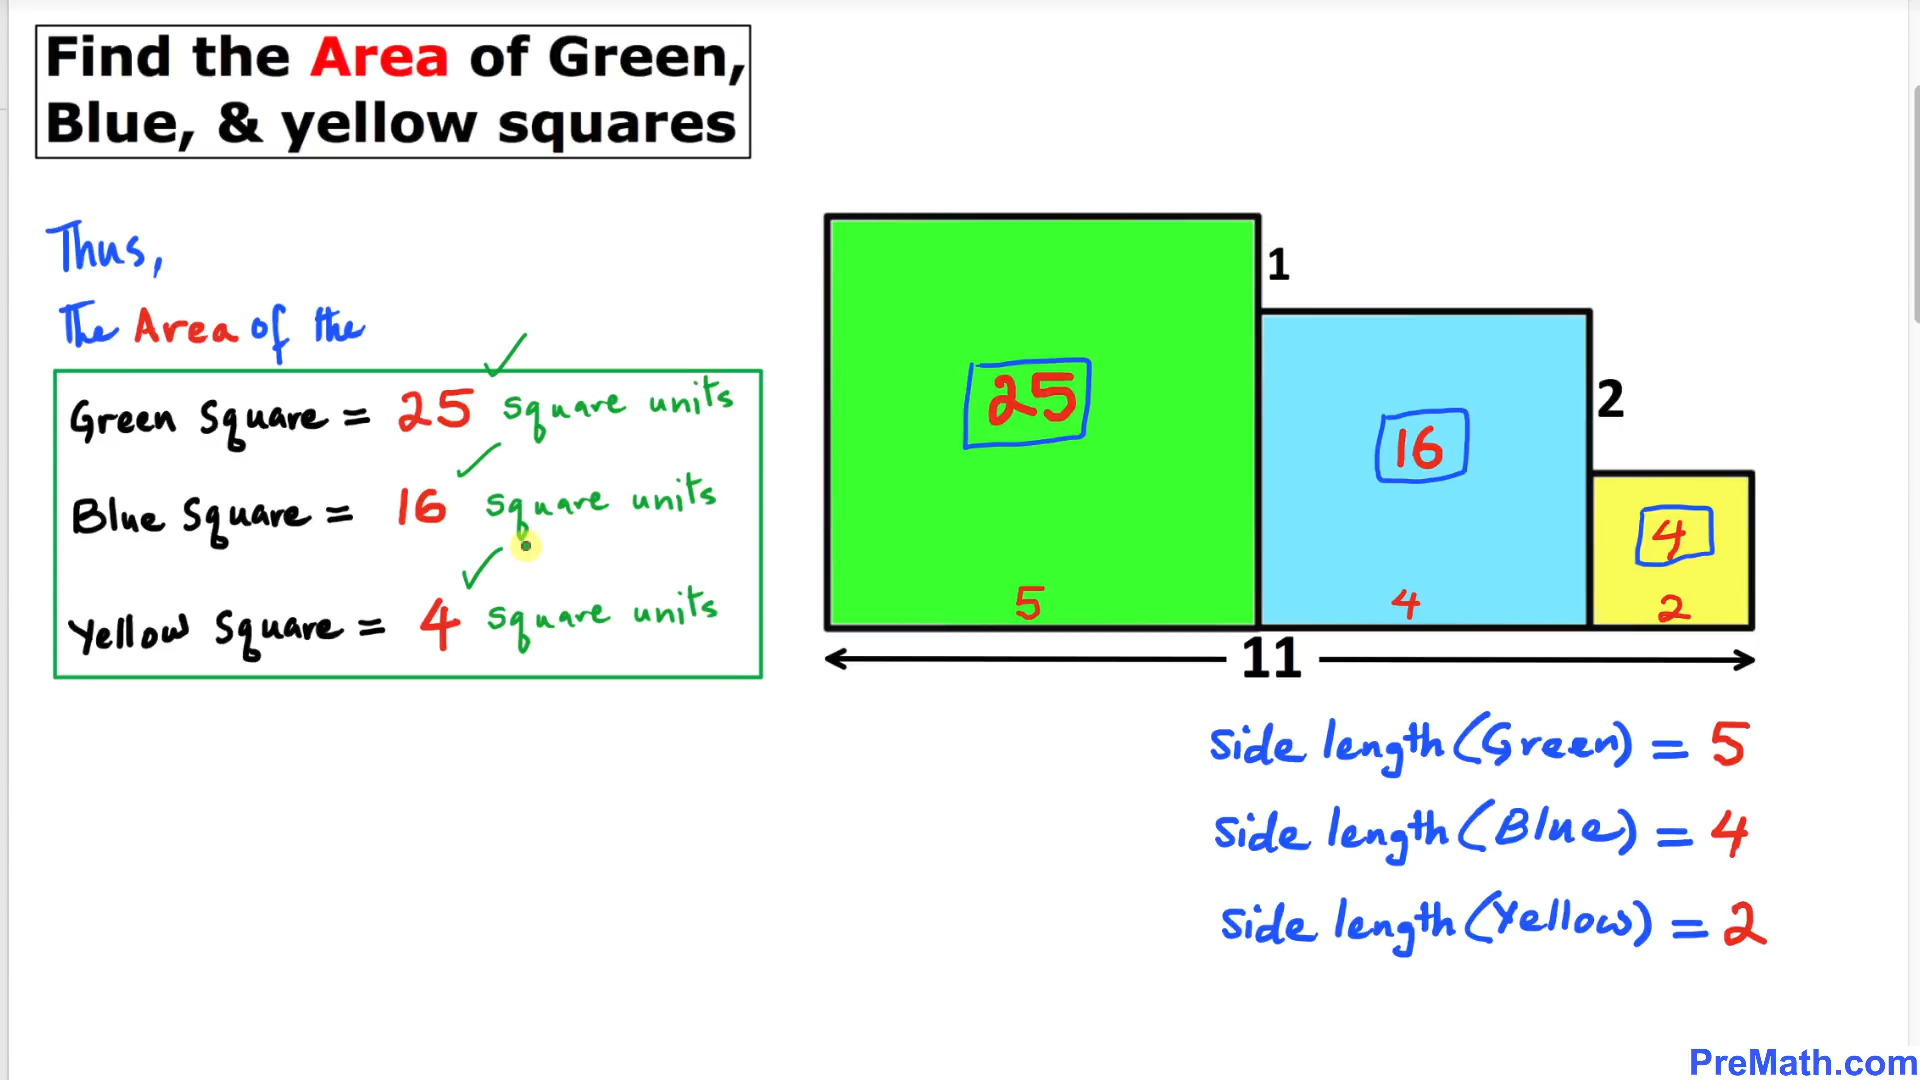 Find the Area of Green,
Blue, & yellow squares
Thus,
The Area of the
Green Square = 25 square units
Blue Square = 16 square units
Yellow Square = 4 square units
1
25
2
16
4
5
4
2
11
Side length (Green) = 5
Side length (Blue) = 4
Side length (Yellow) = 2
PreMath.com